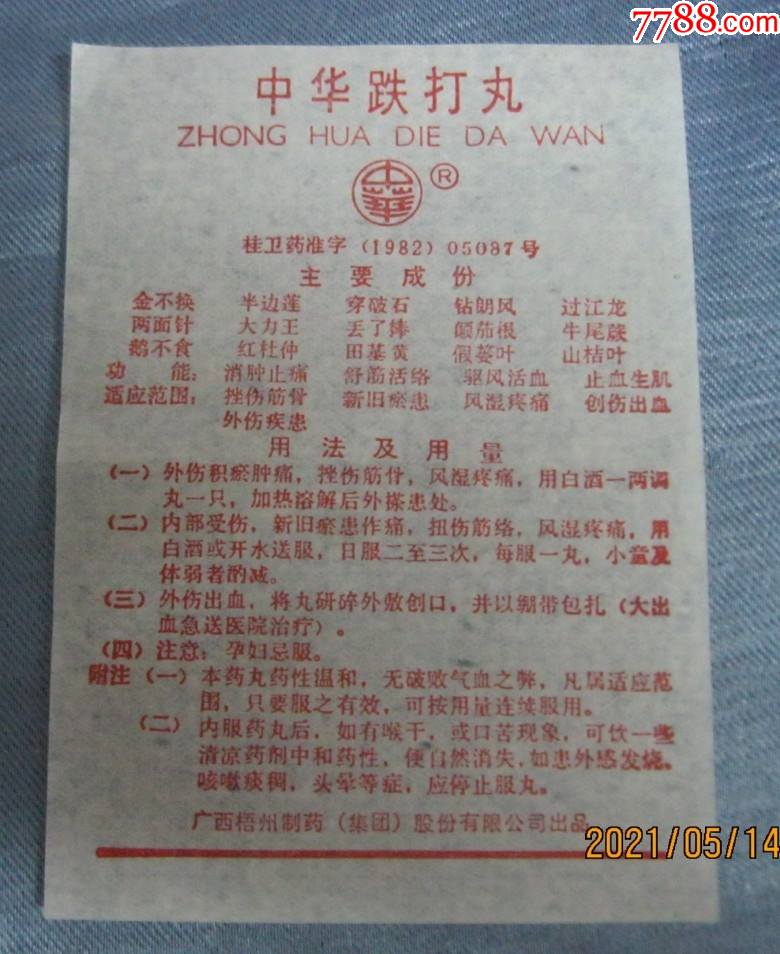 7788.com
中华跌打丸
ZHONG HUA DIE DA WAN
®
桂卫药准字(1982)05087号
主要成份
金不换 半边莲 穿破石 钻朗风 过江龙
两面针 大力王 丢了锋 颠茄根 牛尾蕨
鹅不食 红杜仲 田基黄 假蒌叶 山桔叶
功能: 消肿止痛 舒筋活络 驱风活血 止血生肌
适应范围: 挫伤筋骨 新旧瘀患 风湿疼痛 创伤出血
外伤疾患
用法及用量
(一)外伤积瘀肿痛,挫伤筋骨,风湿疼痛,用白酒一两调
丸一只,加热溶解后外搽患处。
(二)内部受伤,新旧瘀患作痛,扭伤筋络,风湿疼痛,用
白酒或开水送服,日服二至三次,每服一丸,小童及
体弱者酌减。
(三)外伤出血,将丸研碎外敷创口,并以绷带包扎(大出
血急送医院治疗)。
(四)注意:孕妇忌服。
附注(一)本药丸药性温和,无破败气血之弊,凡属适应范
围,只要服之有效,可按用量连续服用。
(二)内服药丸后,如有喉干,或口苦现象,可饮一些
清凉药剂中和药性,便自然消失,如患外感发烧、
咳嗽痰稠,头晕等症,应停止服丸。
广西梧州制药(集团)股份有限公司出品
2021/05/14